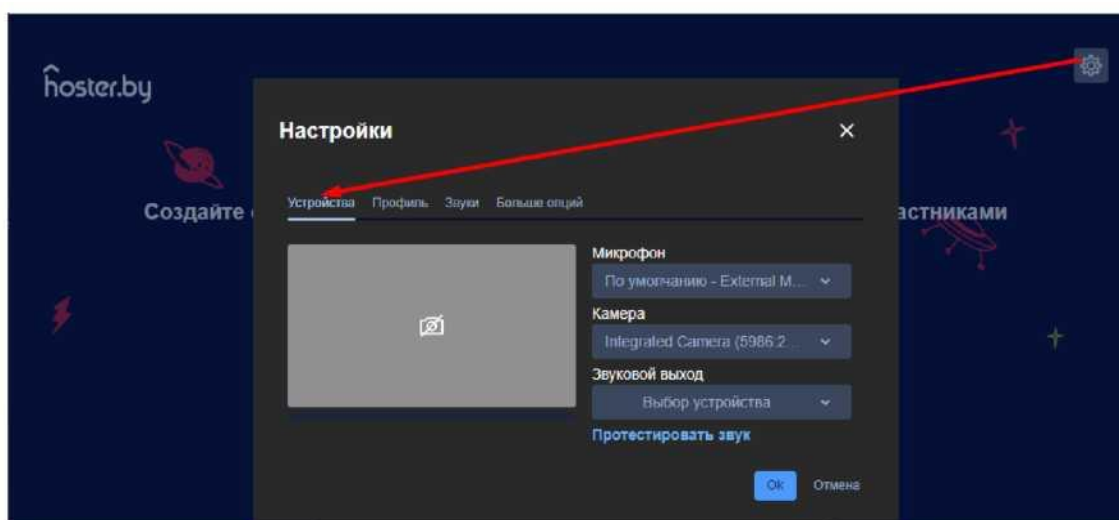 hoster.by
Настройки
Создайте
Устройства Профиль Звуки Больше опций
астниками
Микрофон
По умолчанию - External M...
Камера
Integrated Camera (5986:2...
Звуковой выход
Выбор устройства
Протестировать звук
Ok Отмена